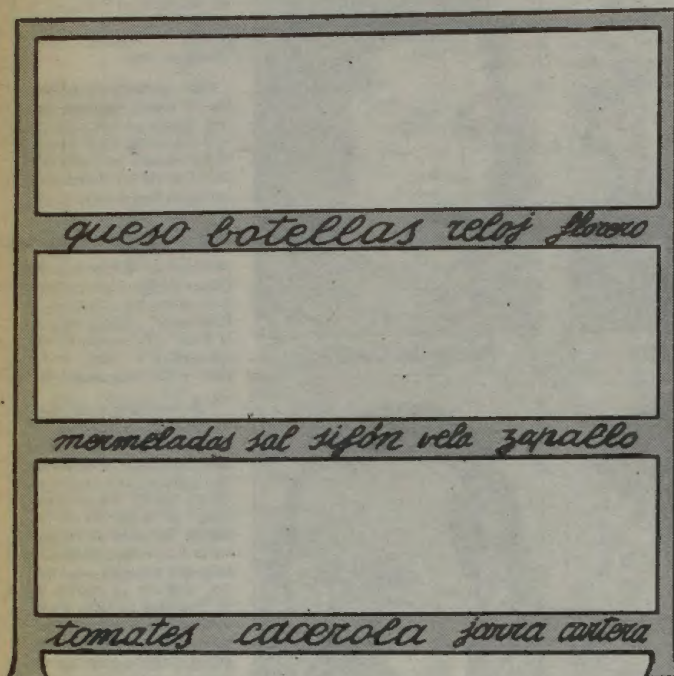 queso botellas reloj florero
mermeladas sal sifón vela zapallo
tomates cacerola jarra cartera